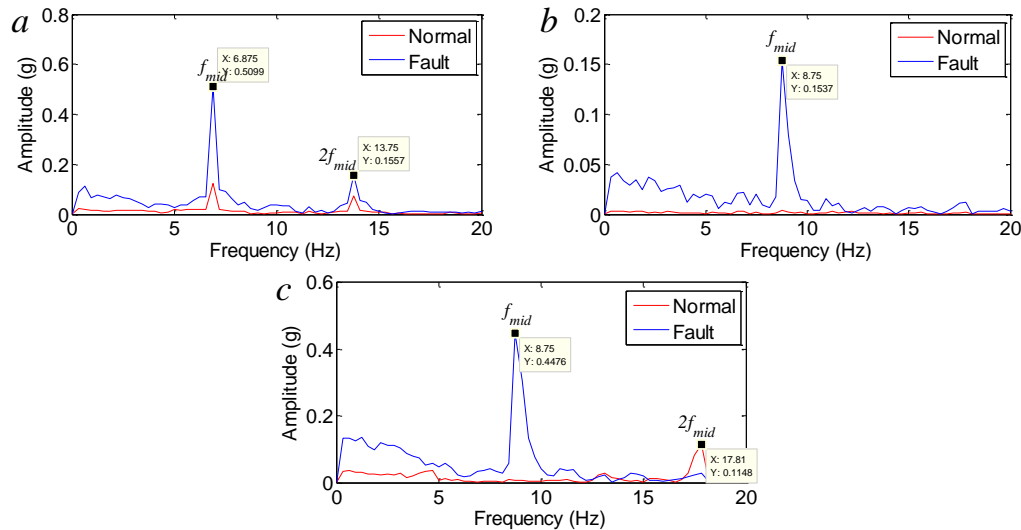 a
0.8
0.6
0.4
0.2
0
Amplitude (g)
f_mid
X: 6.875
Y: 0.5099
2f_mid
X: 13.75
Y: 0.1557
Normal
Fault
0 5 10 15 20
Frequency (Hz)
b
0.2
0.15
0.1
0.05
0
Amplitude (g)
f_mid
X: 8.75
Y: 0.1537
Normal
Fault
0 5 10 15 20
Frequency (Hz)
c
0.6
0.4
0.2
0
Amplitude (g)
f_mid
X: 8.75
Y: 0.4476
2f_mid
X: 17.81
Y: 0.1148
Normal
Fault
0 5 10 15 20
Frequency (Hz)